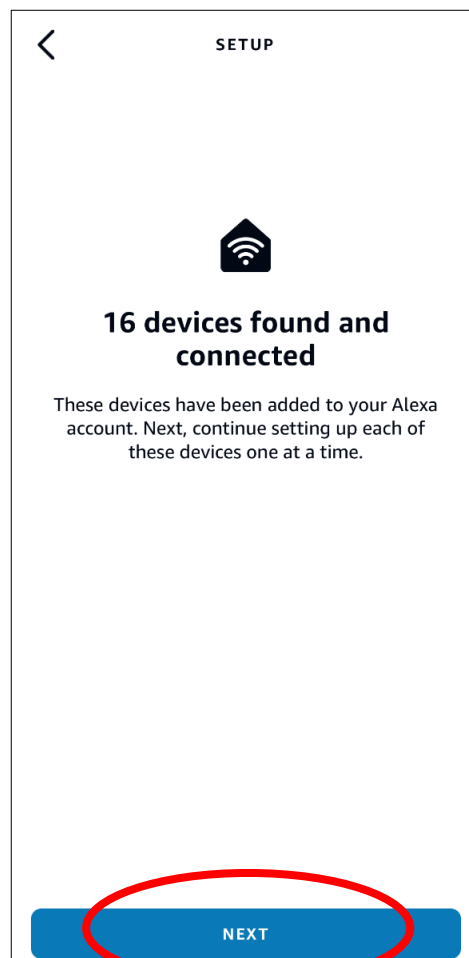 SETUP
16 devices found and
connected
These devices have been added to your Alexa
account. Next, continue setting up each of
these devices one at a time.
NEXT